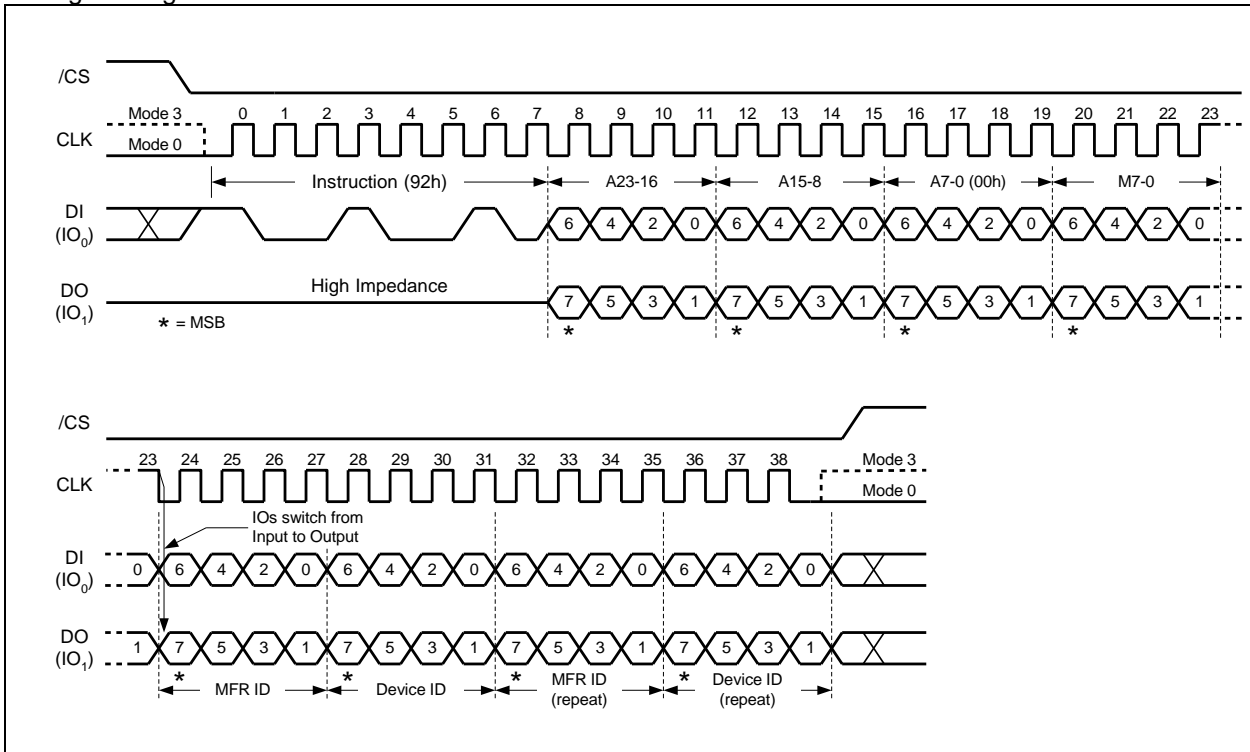 /CS
Mode 3 0 1 2 3 4 5 6 7 8 9 10 11 12 13 14 15 16 17 18 19 20 21 22 23
CLK Mode 0
Instruction (92h) A23-16 A15-8 A7-0 (00h) M7-0
DI
(IO0) 6 4 2 0 6 4 2 0 6 4 2 0 6 4 2 0
High Impedance
DO
(IO1) 7 5 3 1 7 5 3 1 7 5 3 1 7 5 3 1
* = MSB * * * *
/CS
23 24 25 26 27 28 29 30 31 32 33 34 35 36 37 38 Mode 3
CLK Mode 0
IOs switch from
Input to Output
DI
(IO0) 0 6 4 2 0 6 4 2 0 6 4 2 0 6 4 2 0
DO
(IO1) 1 7 5 3 1 7 5 3 1 7 5 3 1 7 5 3 1
* * * *
MFR ID Device ID MFR ID
(repeat) Device ID
(repeat)